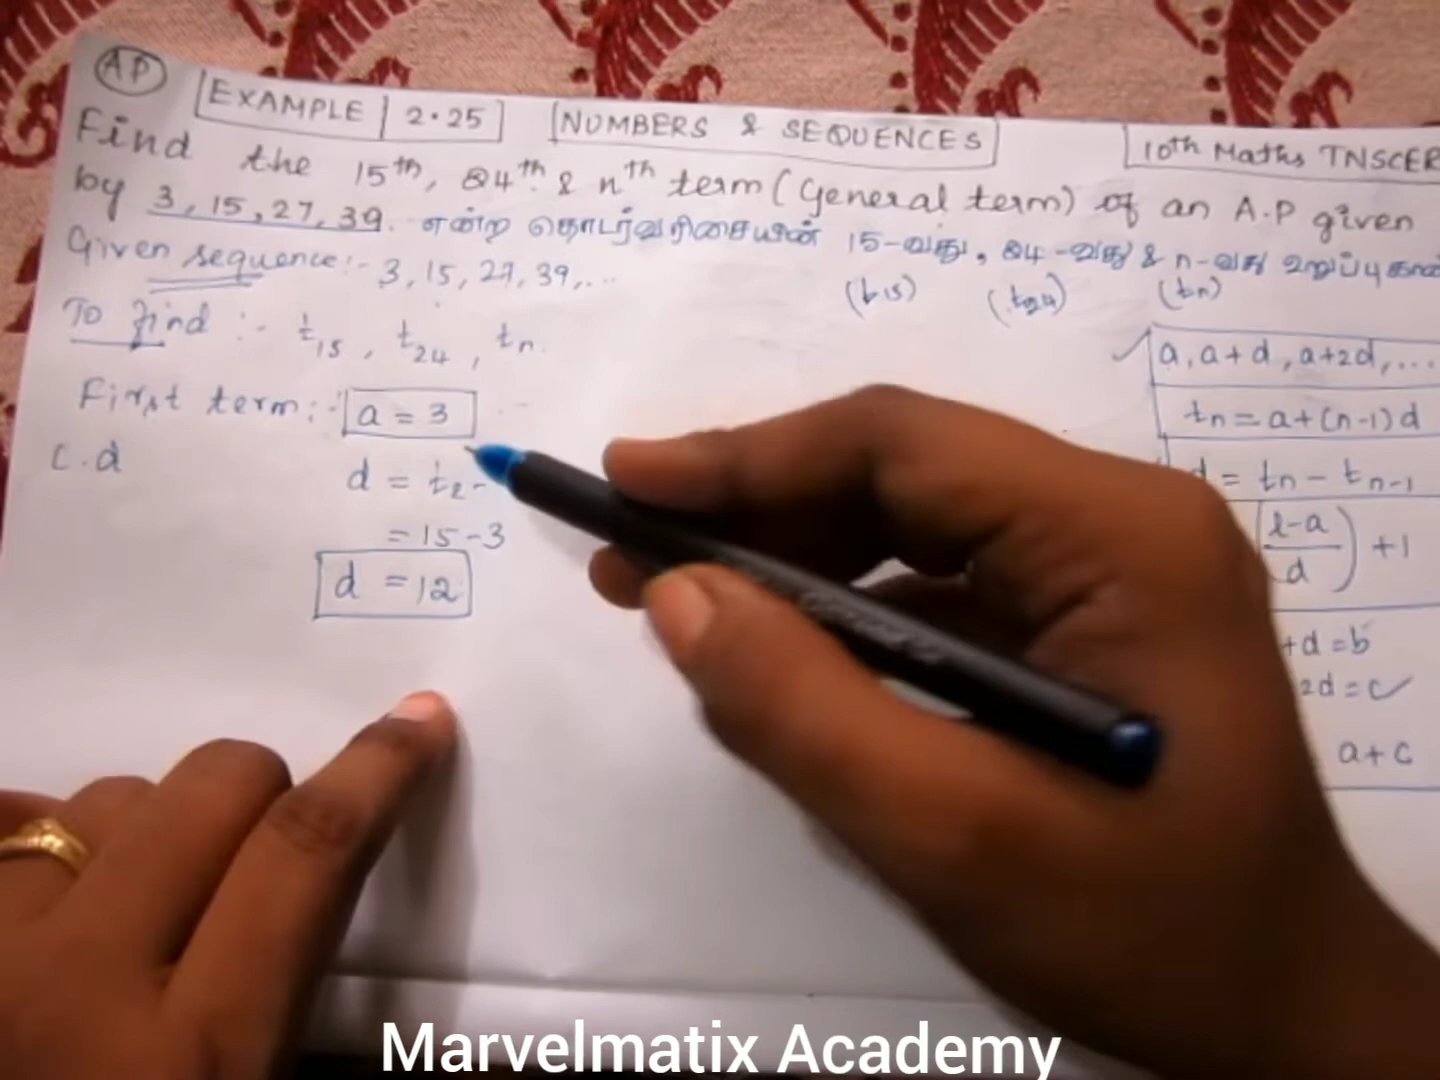 AP EXAMPLE 2.25 NUMBERS & SEQUENCES 10th Maths TNSCER
Find the 15th, 24th & nth term (General term) of an A.P given
by 3, 15, 27, 39. என்ற தொடர்வரிசையின் 15-வது, 24-வது & n-வது உறுப்பு காண
(t15) (t24) (tn)
Given sequence:- 3, 15, 27, 39,...
To find :- t15, t24, tn.
First term:- a = 3
C.d
d = t2 -
= 15-3
d = 12
a, a+d, a+2d,...
tn = a+(n-1)d
d = tn - tn-1
(l-a/d) +1
+d = b
2d = c
a+c
Marvelmatix Academy